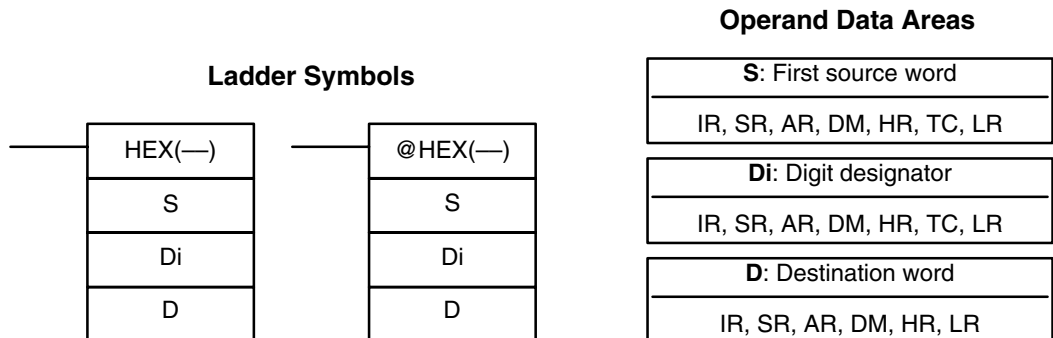 Ladder Symbols
HEX(—)
S
Di
D
@HEX(—)
S
Di
D
Operand Data Areas
S: First source word
IR, SR, AR, DM, HR, TC, LR
Di: Digit designator
IR, SR, AR, DM, HR, TC, LR
D: Destination word
IR, SR, AR, DM, HR, LR